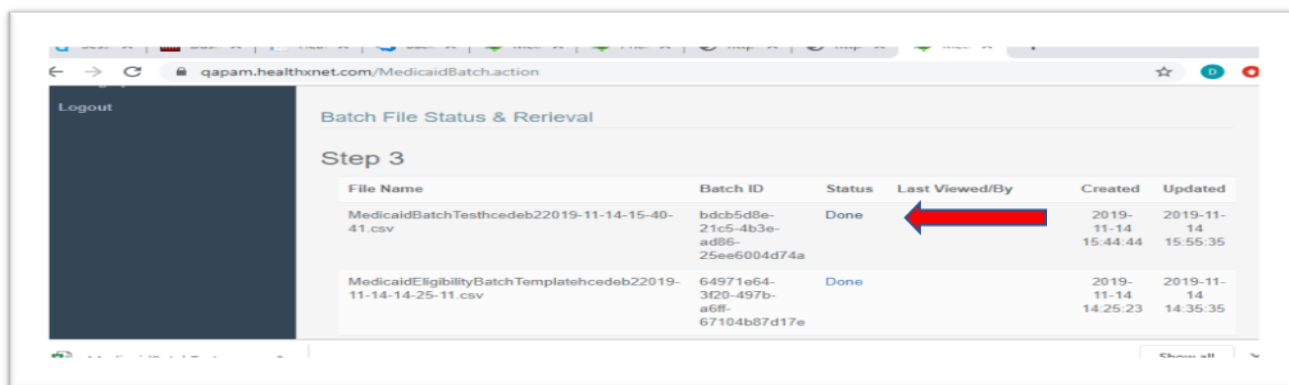 qapam.healthxnet.com/MedicaidBatch.action
D
Logout
Batch File Status & Rerieval
Step 3
File Name Batch ID Status Last Viewed/By Created Updated
MedicaidBatchTesthcedeb22019-11-14-15-40- bdcb5d8e- Done 2019- 2019-11-
41.csv 21c5-4b3e- 11-14 14
ad86- 15:44:44 15:55:35
25ee6004d74a
MedicaidEligibilityBatchTemplatehcedeb22019- 64971e64- Done 2019- 2019-11-
11-14-14-25-11.csv 3f20-497b- 11-14 14
a6ff- 14:25:23 14:35:35
67104b87d17e
Show all